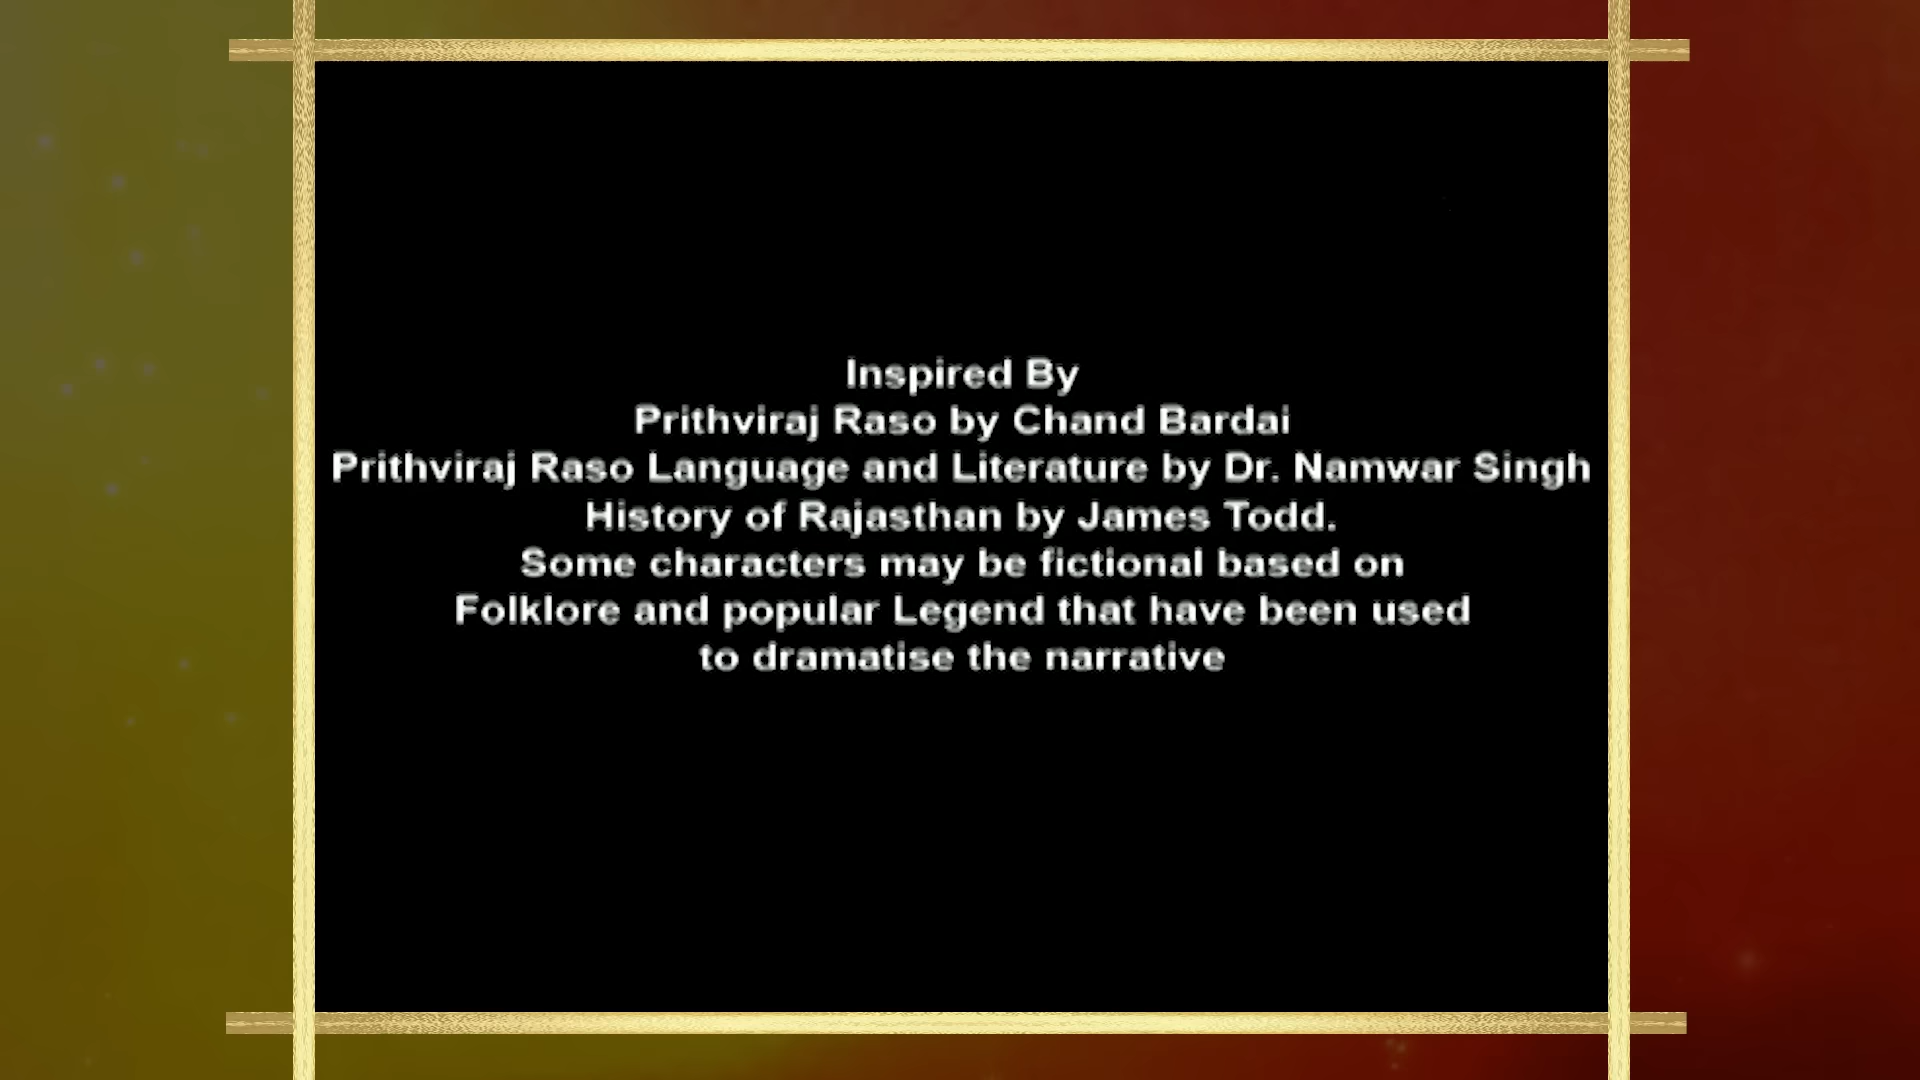 Inspired By
Prithviraj Raso by Chand Bardai
Prithviraj Raso Language and Literature by Dr. Namwar Singh
History of Rajasthan by James Todd.
Some characters may be fictional based on
Folklore and popular Legend that have been used
to dramatise the narrative